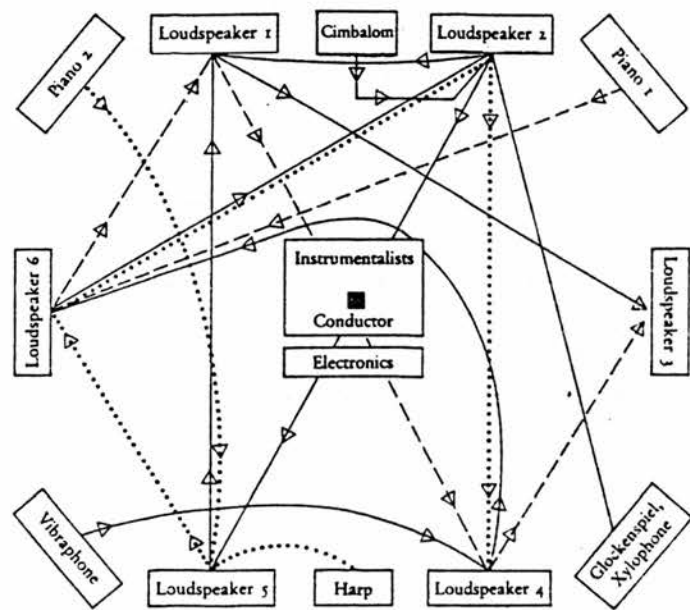 Loudspeaker 1
Cimbalom
Loudspeaker 2
Piano 2
Piano 1
Instrumentalists
Conductor
Electronics
Loudspeaker 6
Loudspeaker 3
Vibraphone
Glockenspiel,
Xylophone
Loudspeaker 5
Harp
Loudspeaker 4